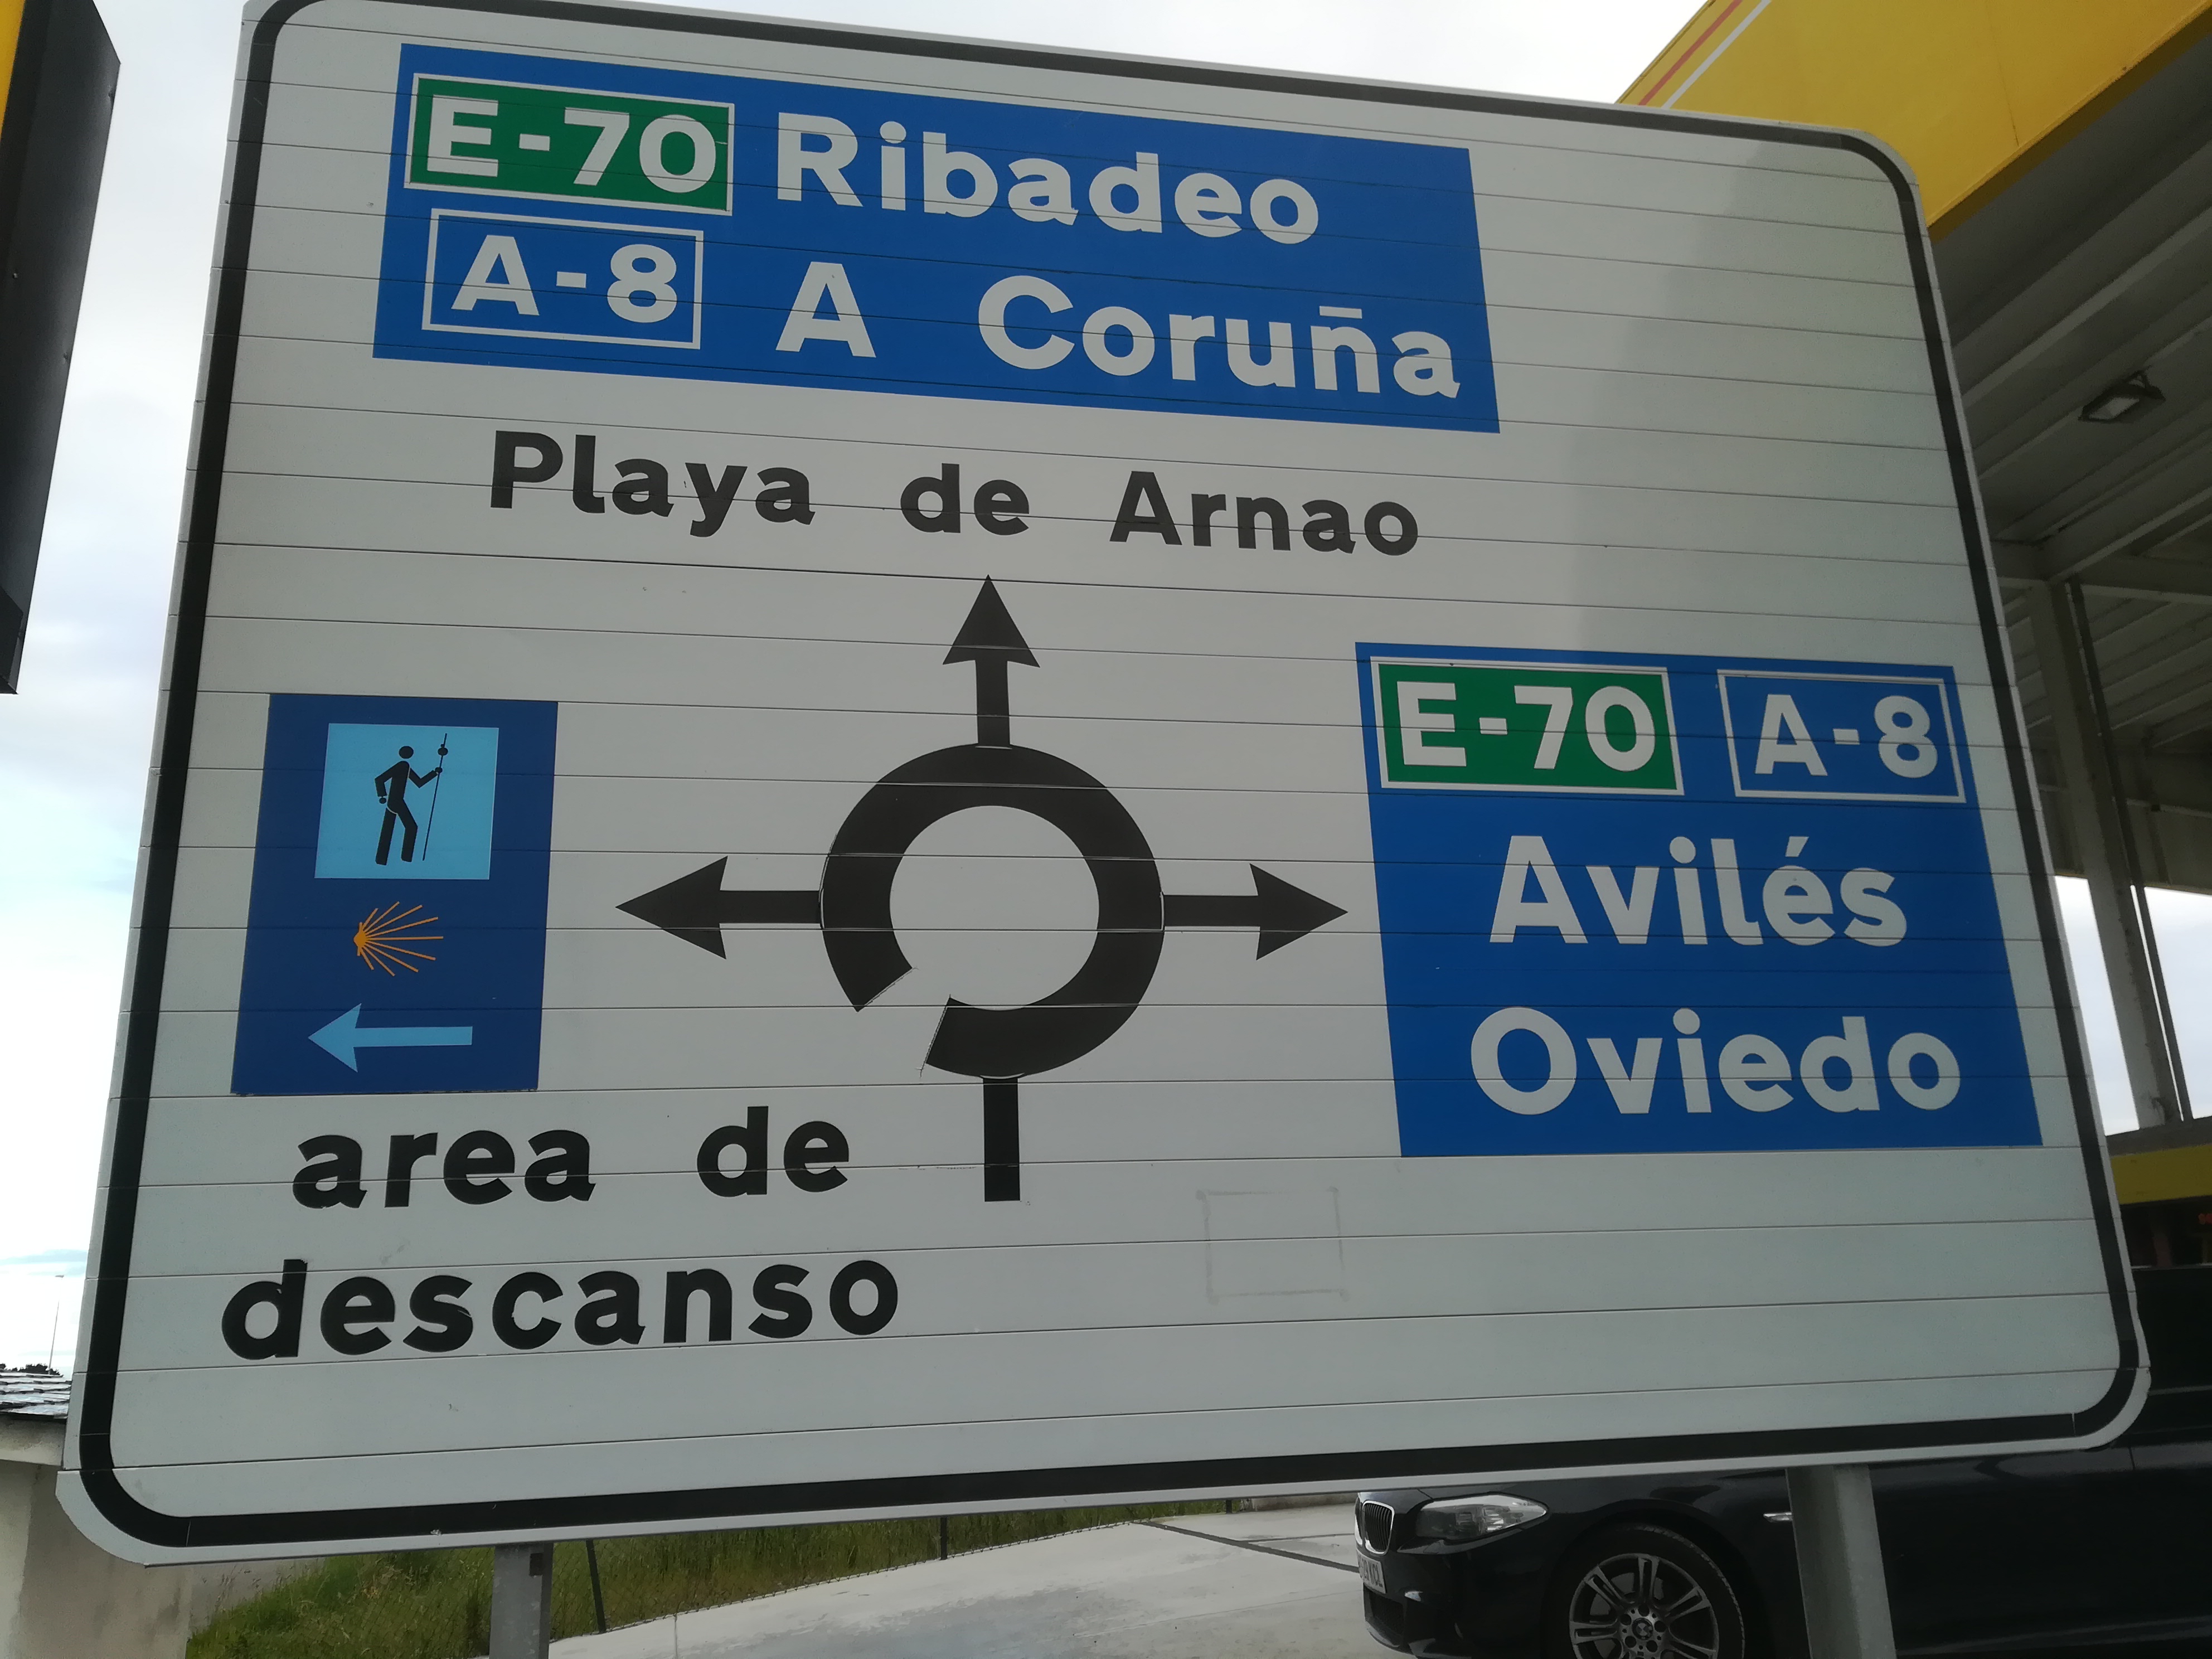 E-70 Ribadeo
A-8 A Coruña
Playa de Arnao
E-70 A-8
Avilés
Oviedo
area de
descanso